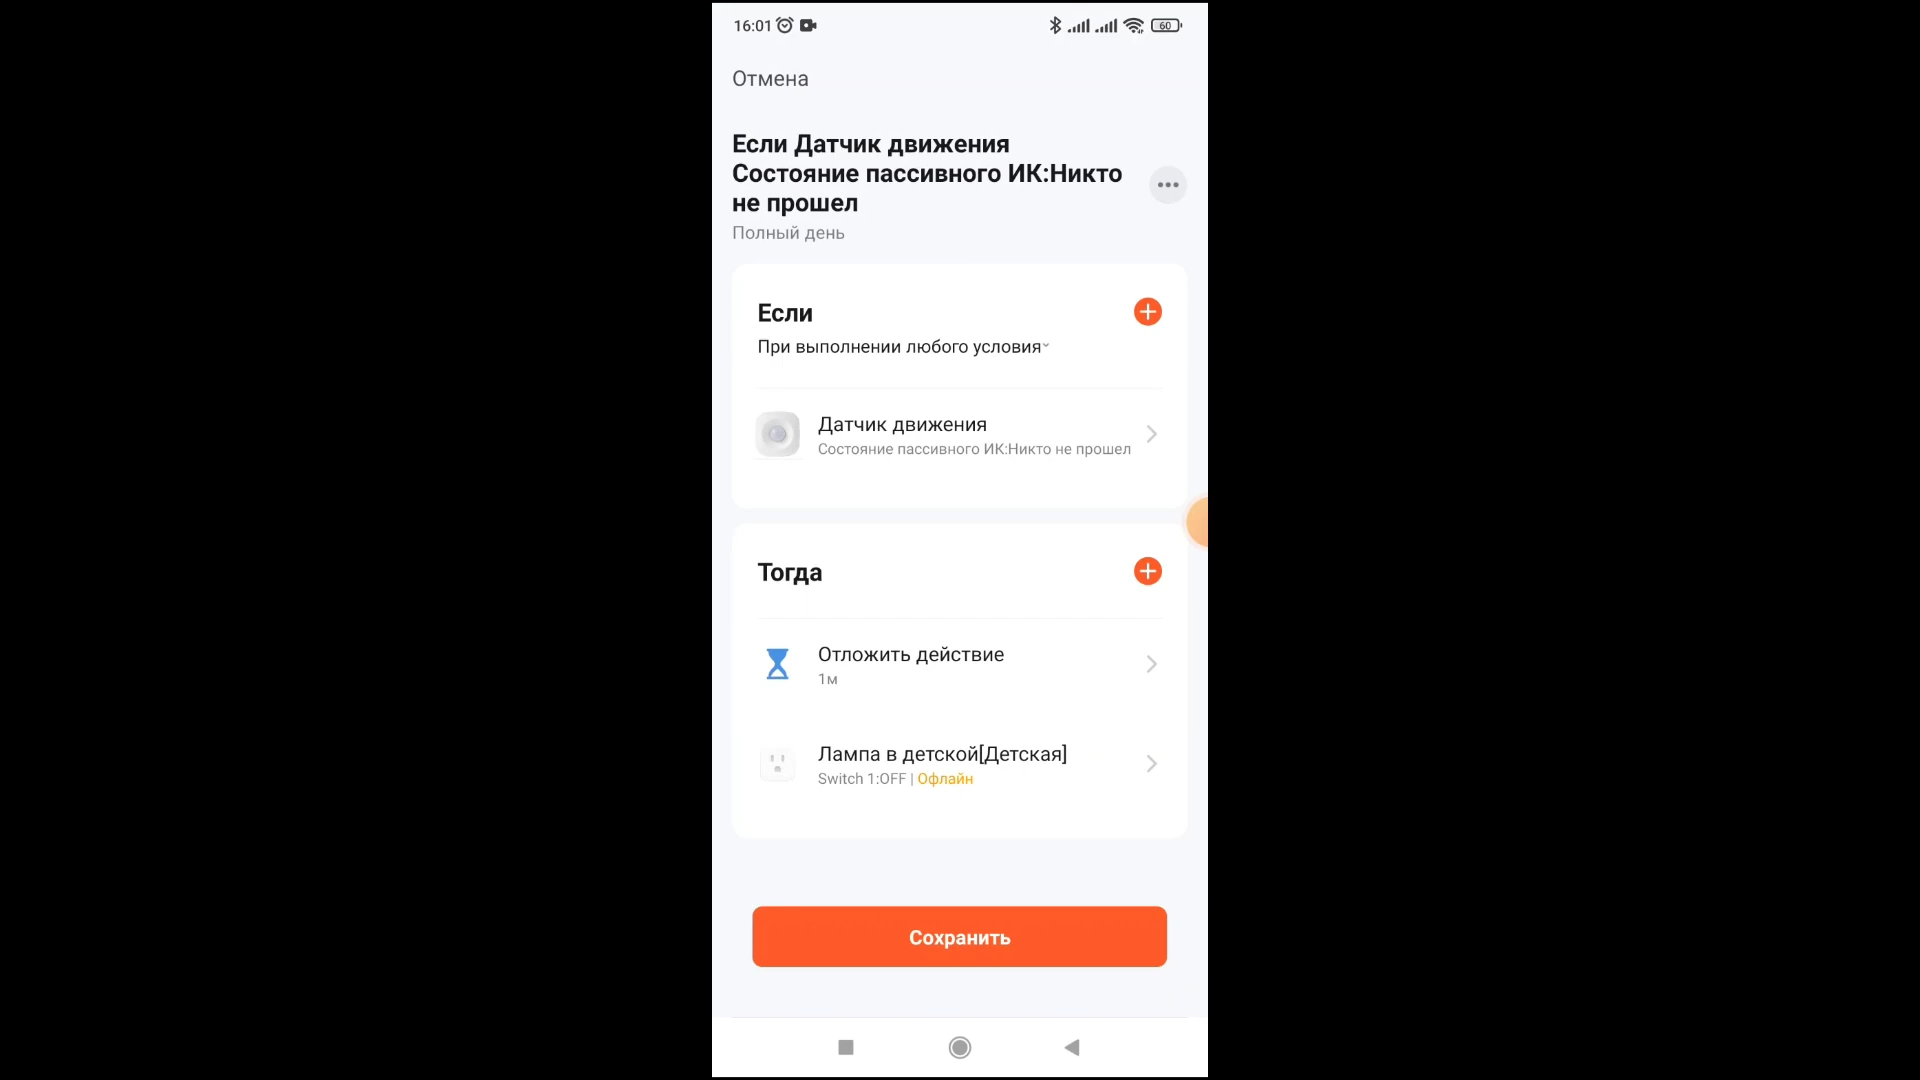 16:01
60
Отмена
Если Датчик движения
Состояние пассивного ИК:Никто
не прошел
Полный день
Если
При выполнении любого условия
Датчик движения
Состояние пассивного ИК:Никто не прошел
Тогда
Отложить действие
1м
Лампа в детской[Детская]
Switch 1:OFF | Офлайн
Сохранить